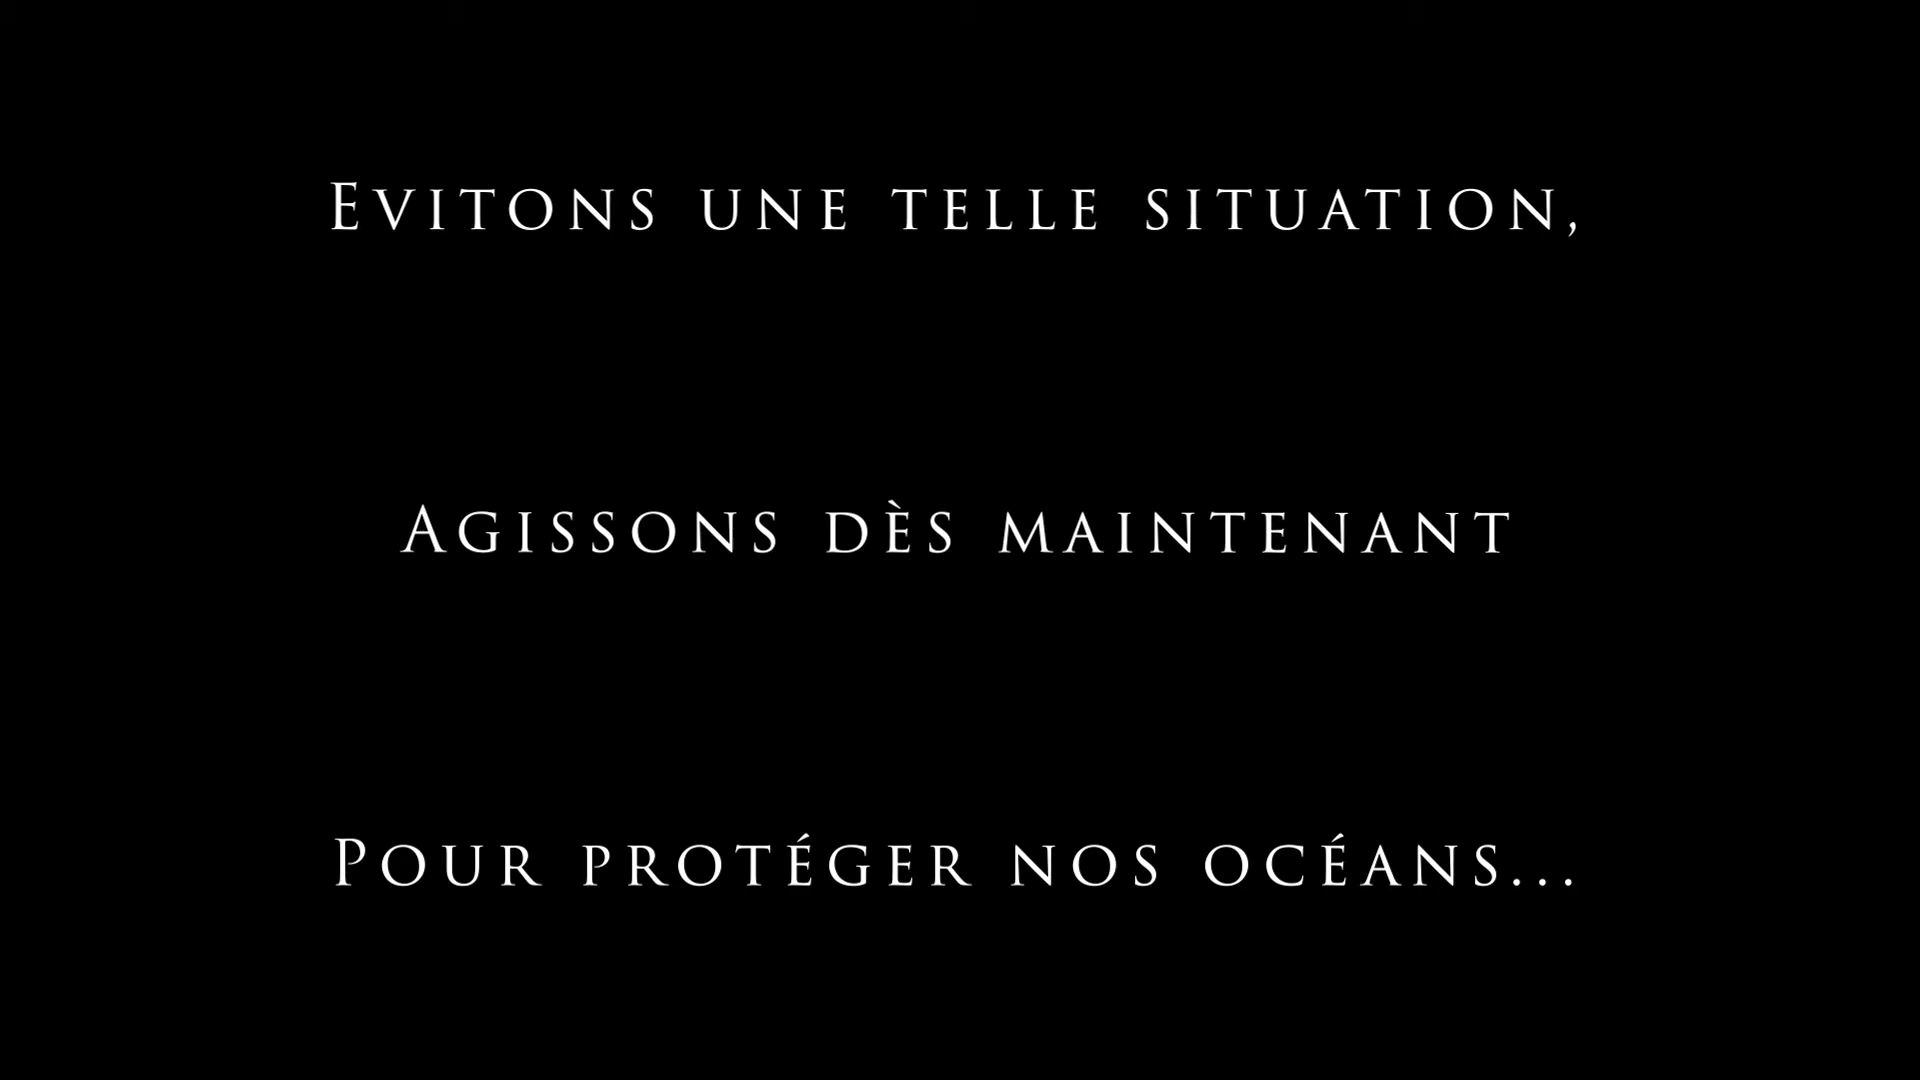 Evitons une telle situation,
Agissons dès maintenant
Pour protéger nos océans...